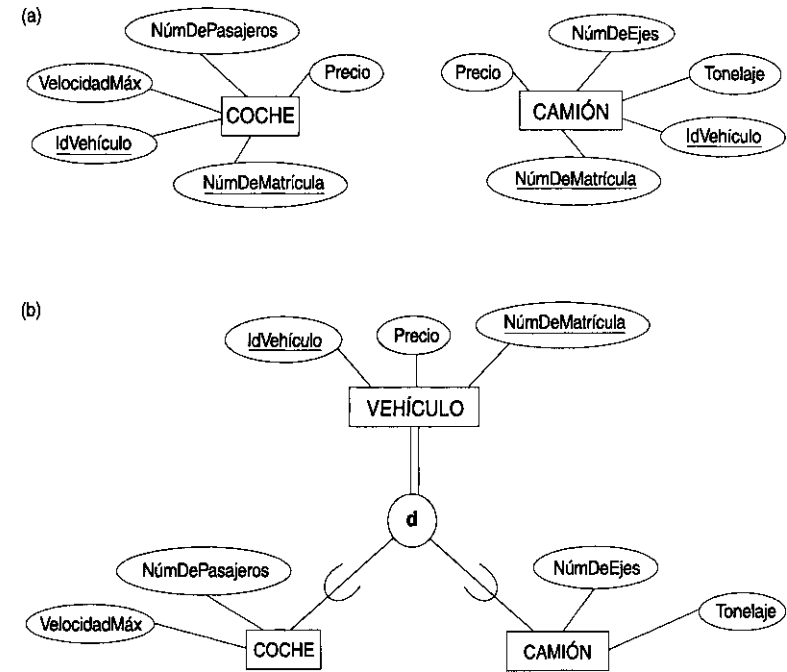 (a)
NúmDePasajeros
VelocidadMáx
Precio
COCHE
IdVehículo
NúmDeMatrícula
NúmDeEjes
Precio
Tonelaje
CAMIÓN
IdVehículo
NúmDeMatrícula
(b)
IdVehículo
Precio
NúmDeMatrícula
VEHÍCULO
d
NúmDePasajeros
VelocidadMáx
COCHE
NúmDeEjes
Tonelaje
CAMIÓN